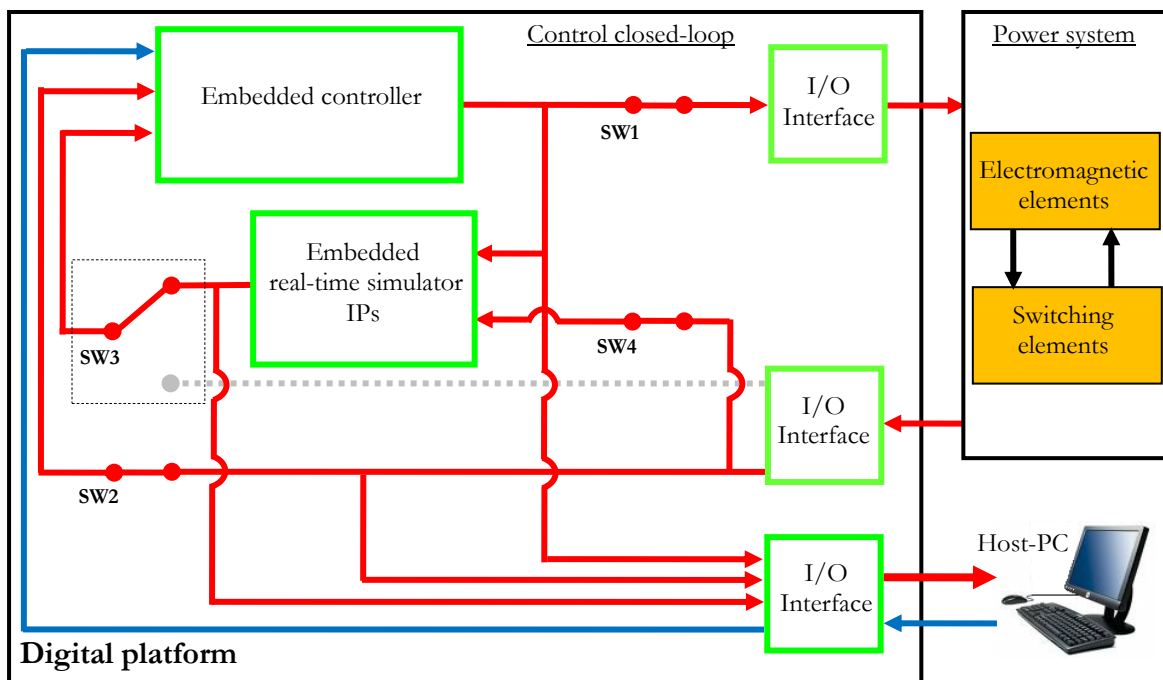 Control closed-loop
Power system
Embedded controller
SW1
I/O
Interface
Electromagnetic
elements
Embedded
real-time simulator
IPs
SW3
SW4
Switching
elements
I/O
Interface
SW2
Host-PC
I/O
Interface
Digital platform